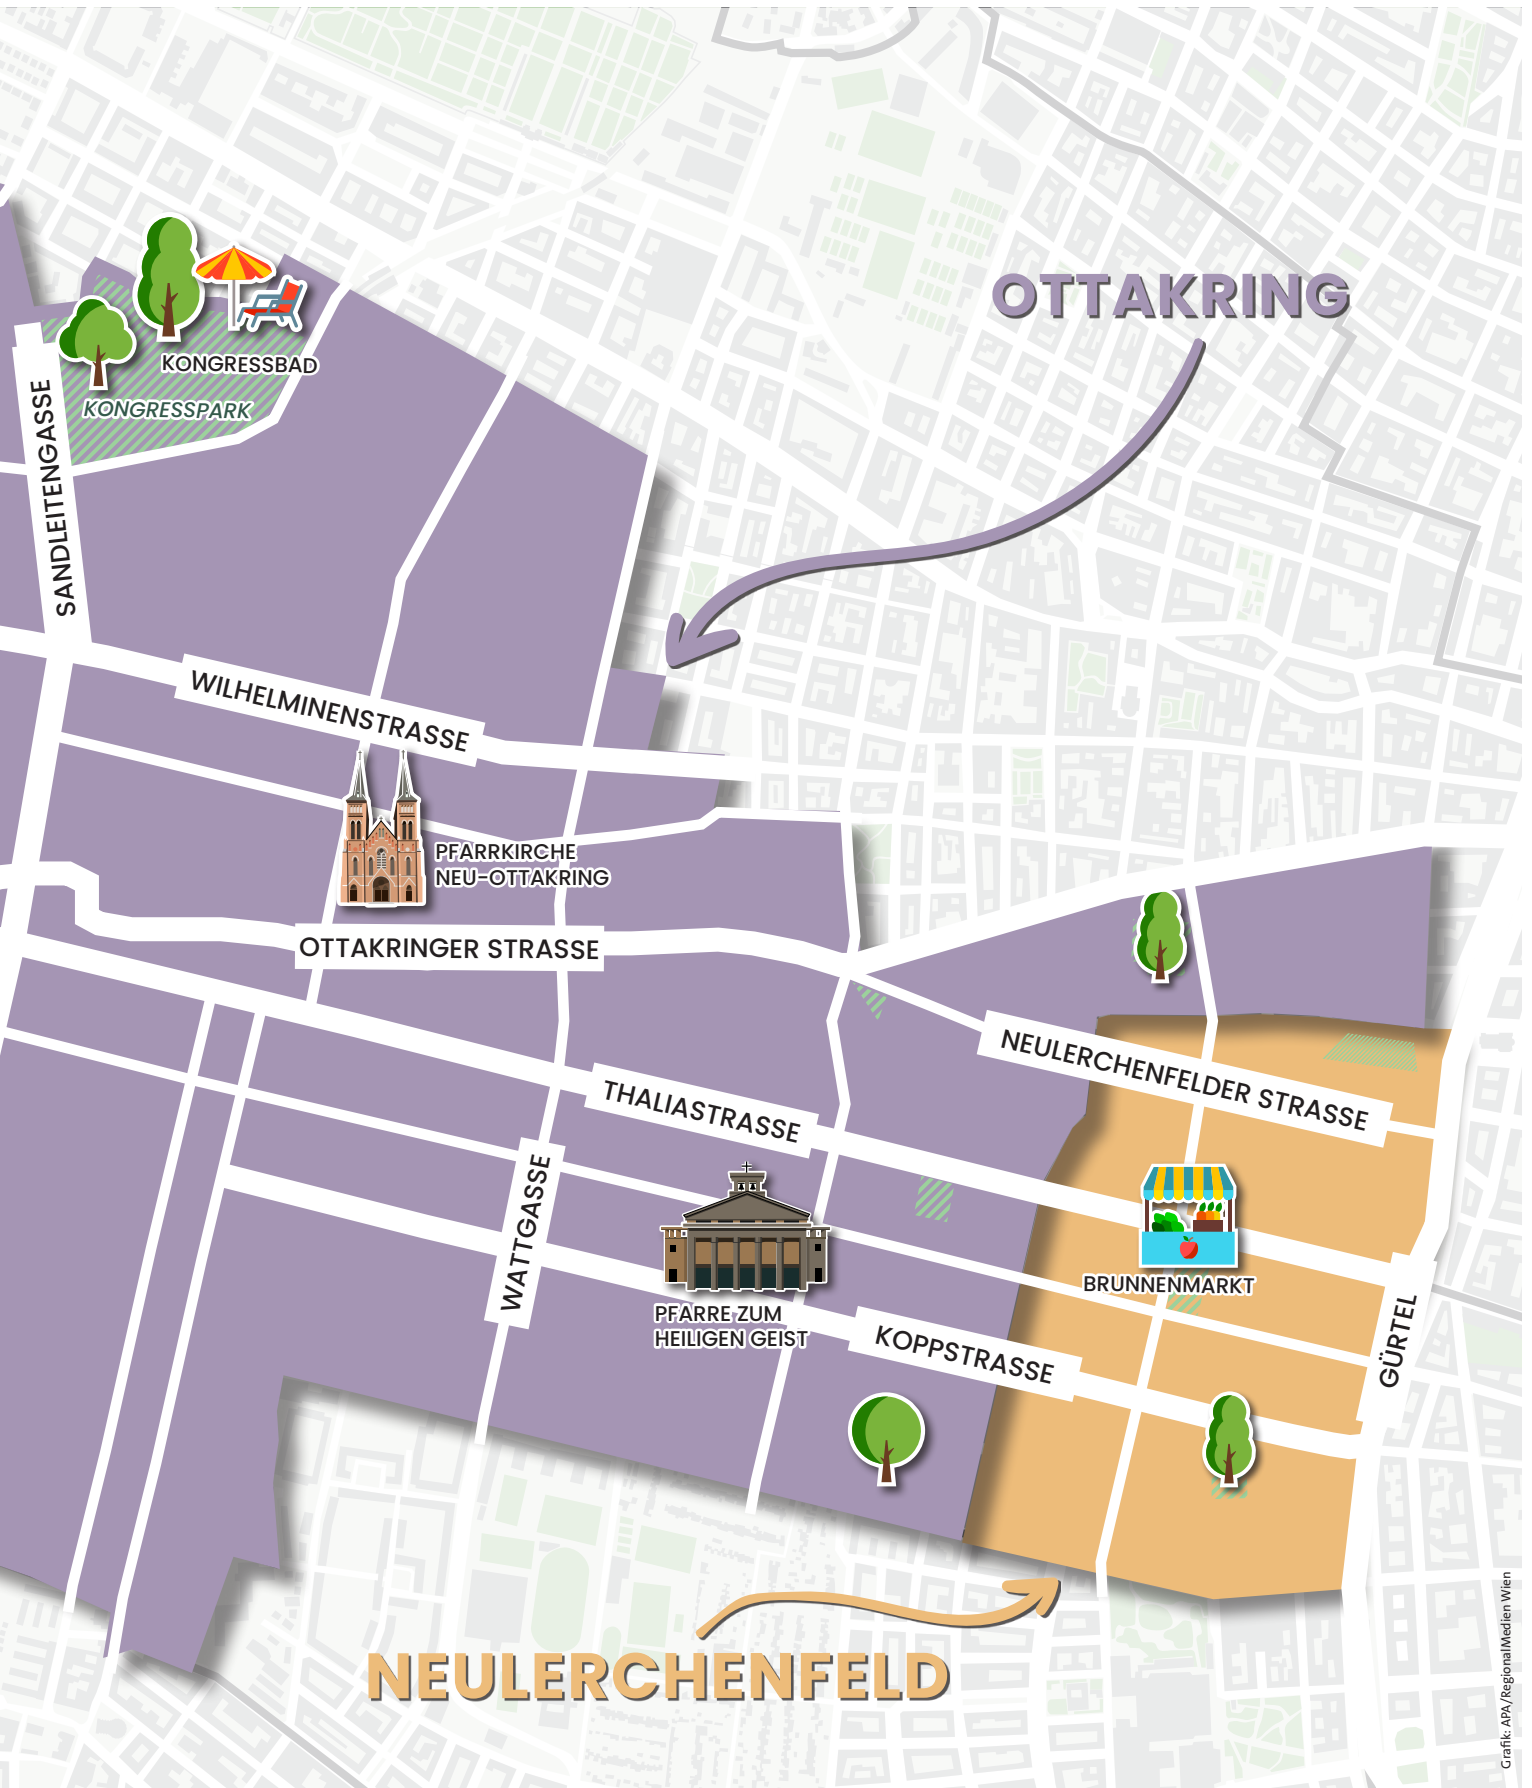 OTTAKRING
KONGRESSBAD
KONGRESSPARK
SANDLEITENGASSE
WILHELMINENSTRASSE
PFARRKIRCHE
NEU-OTTAKRING
OTTAKRINGER STRASSE
NEULERCHENFELDER STRASSE
THALIASTRASSE
WATTGASSE
BRUNNENMARKT
PFARRE ZUM
HEILIGEN GEIST
KOPPSTRASSE
GÜRTEL
NEULERCHENFELD
Grafik: APA/RegionalMedien Wien